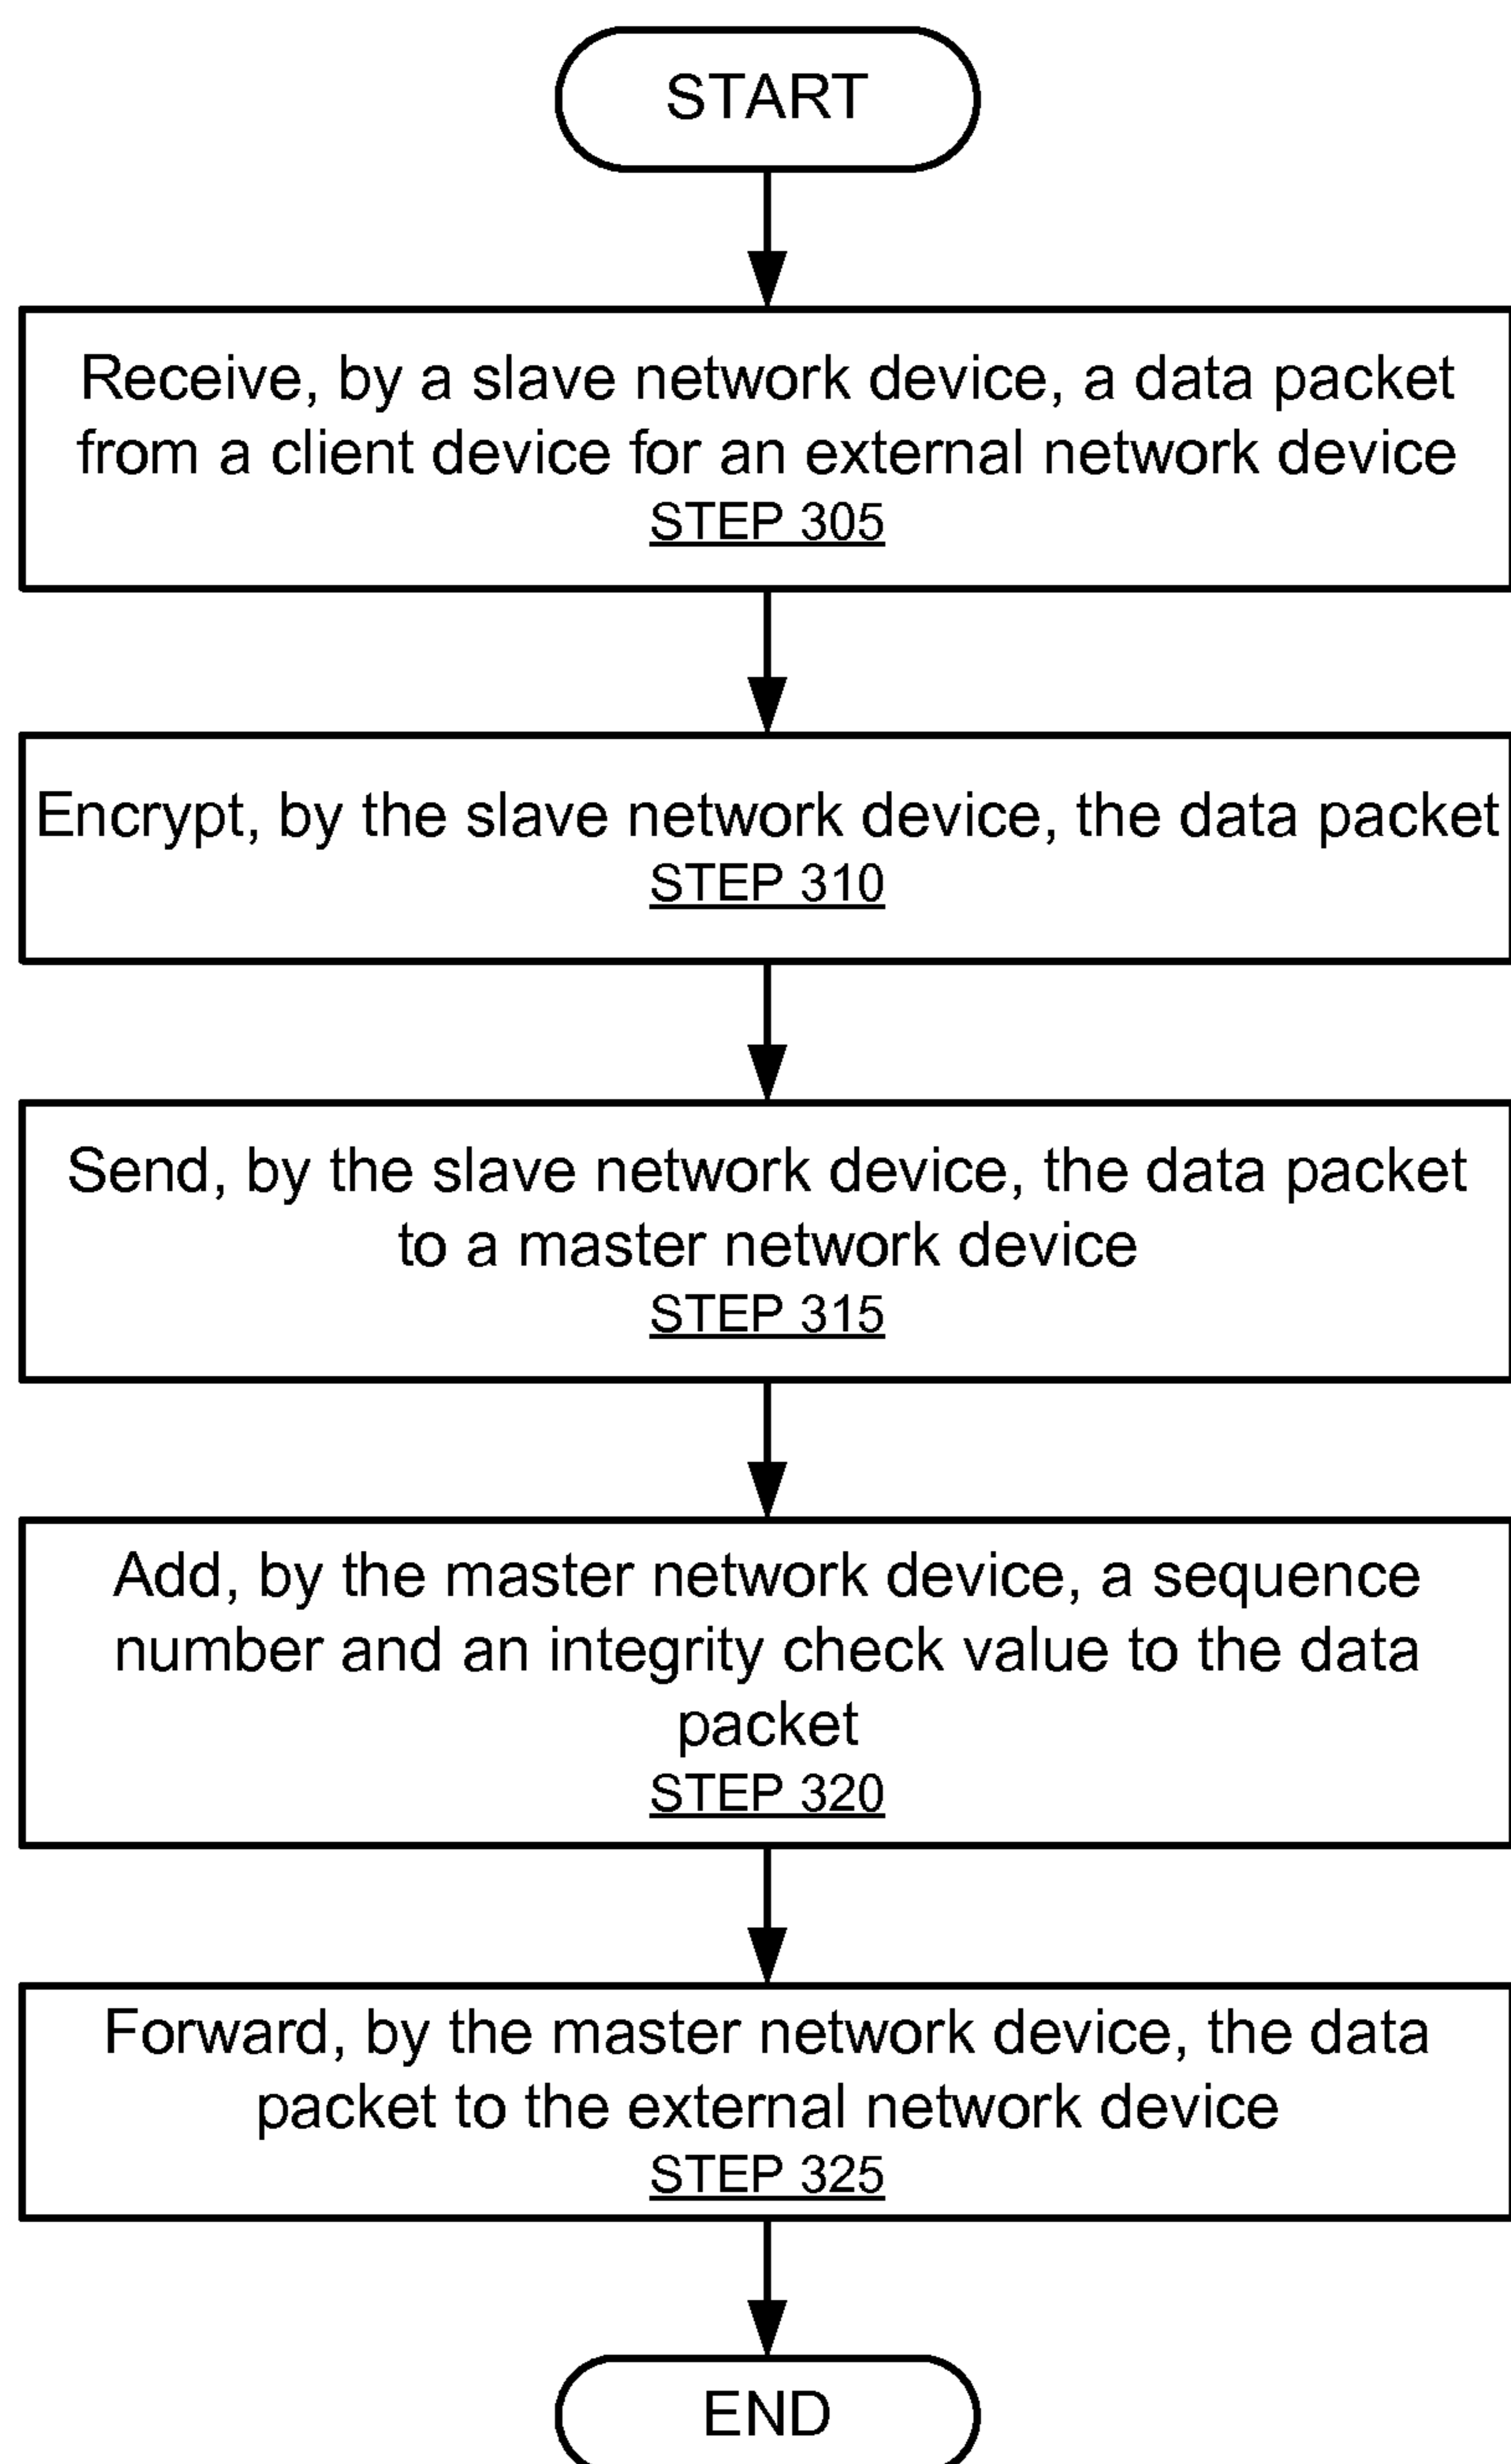 START
Receive, by a slave network device, a data packet
from a client device for an external network device
STEP 305
Encrypt, by the slave network device, the data packet
STEP 310
Send, by the slave network device, the data packet
to a master network device
STEP 315
Add, by the master network device, a sequence
number and an integrity check value to the data
packet
STEP 320
Forward, by the master network device, the data
packet to the external network device
STEP 325
END